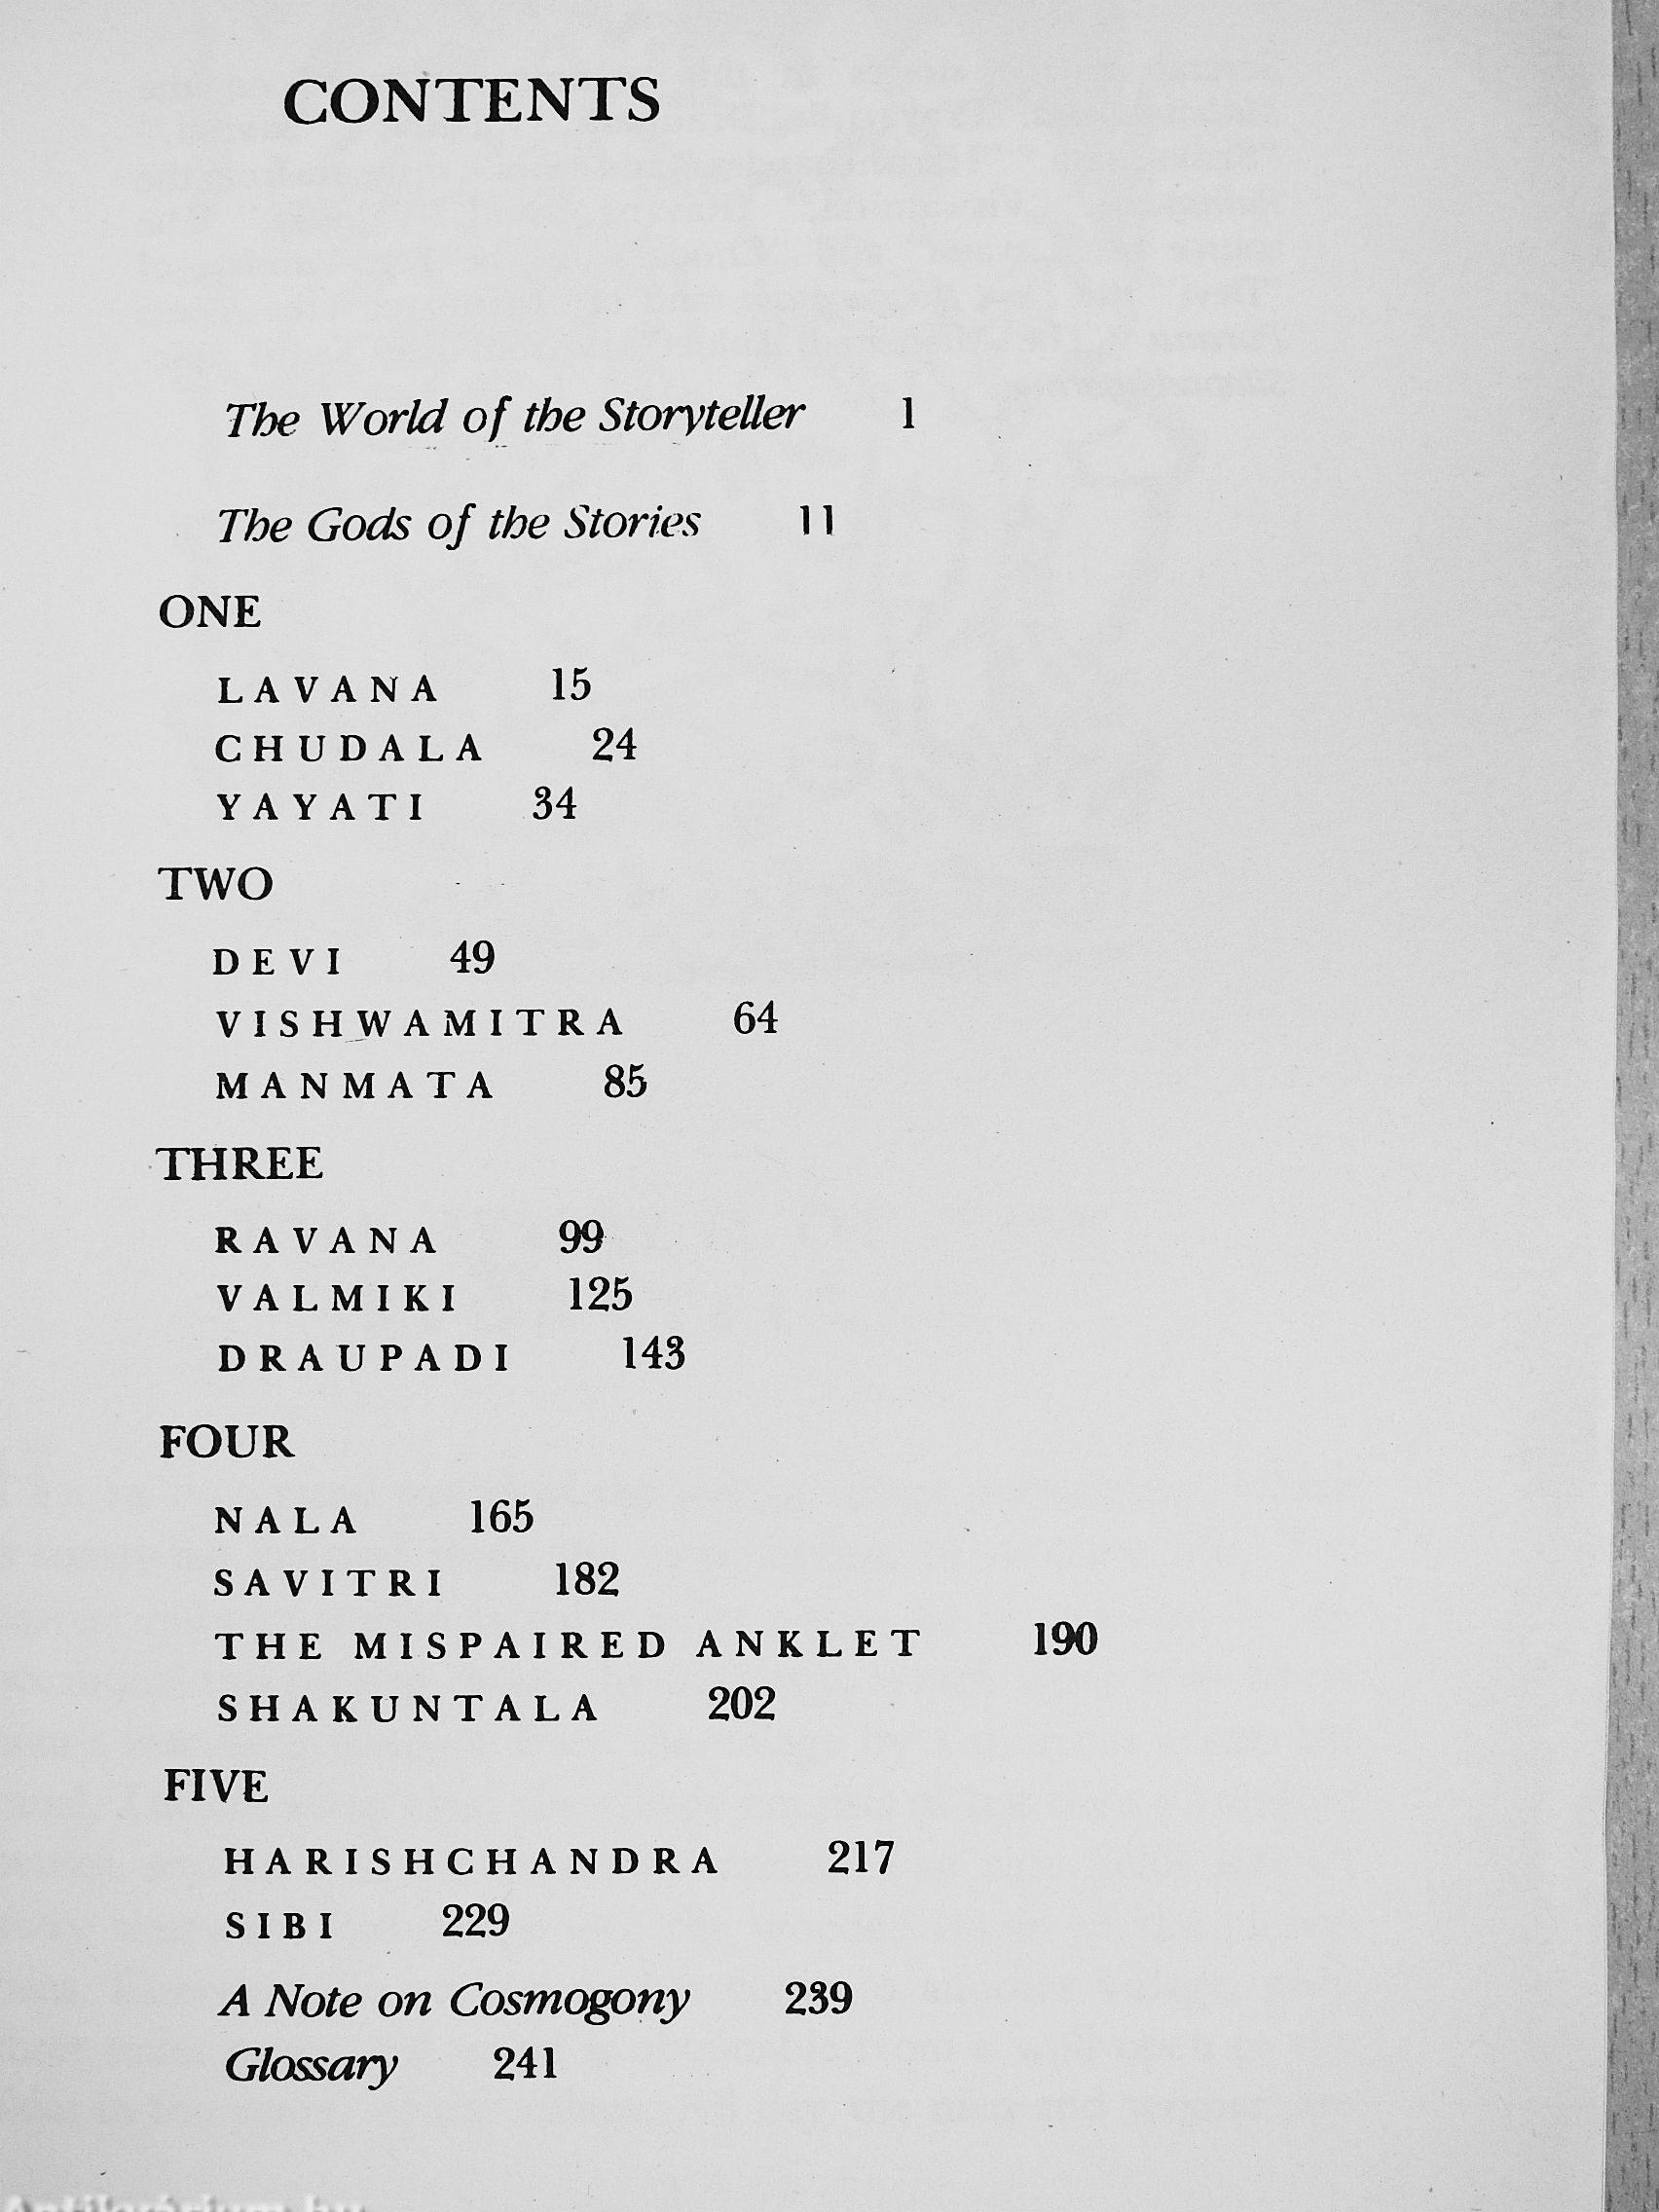 CONTENTS
The World of the Storyteller 1
The Gods of the Stories 11
ONE
LAVANA 15
CHUDALA 24
YAYATI 34
TWO
DEVI 49
VISHWAMITRA 64
MANMATA 85
THREE
RAVANA 99
VALMIKI 125
DRAUPADI 143
FOUR
NALA 165
SAVITRI 182
THE MISPAIRED ANKLET 190
SHAKUNTALA 202
FIVE
HARISHCHANDRA 217
SIBI 229
A Note on Cosmogony 239
Glossary 241